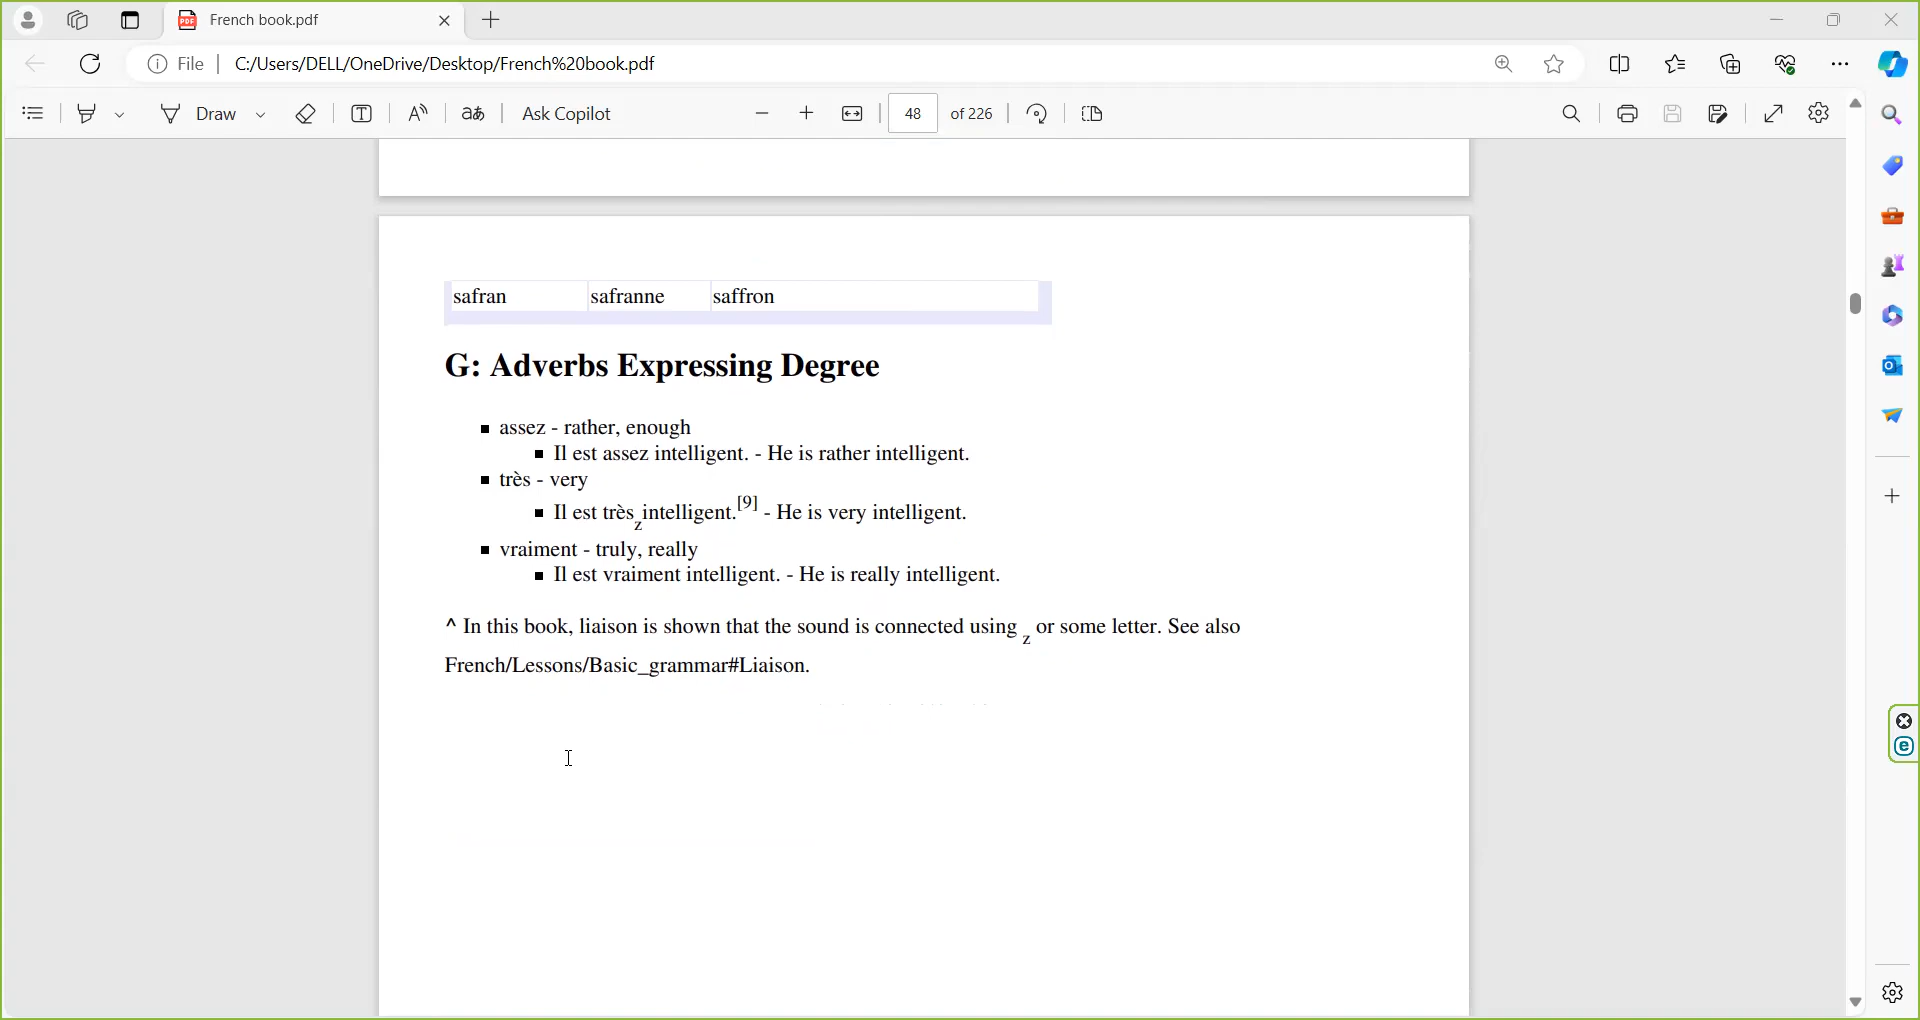 French book.pdf
File
C:/Users/DELL/OneDrive/Desktop/French%20book.pdf
Draw
Ask Copilot
48 of 226
safran safranne saffron
G: Adverbs Expressing Degree
assez - rather, enough
Il est assez intelligent. - He is rather intelligent.
très - very
Il est très z intelligent.[9] - He is very intelligent.
vraiment - truly, really
Il est vraiment intelligent. - He is really intelligent.
^ In this book, liaison is shown that the sound is connected using z or some letter. See also
French/Lessons/Basic_grammar#Liaison.